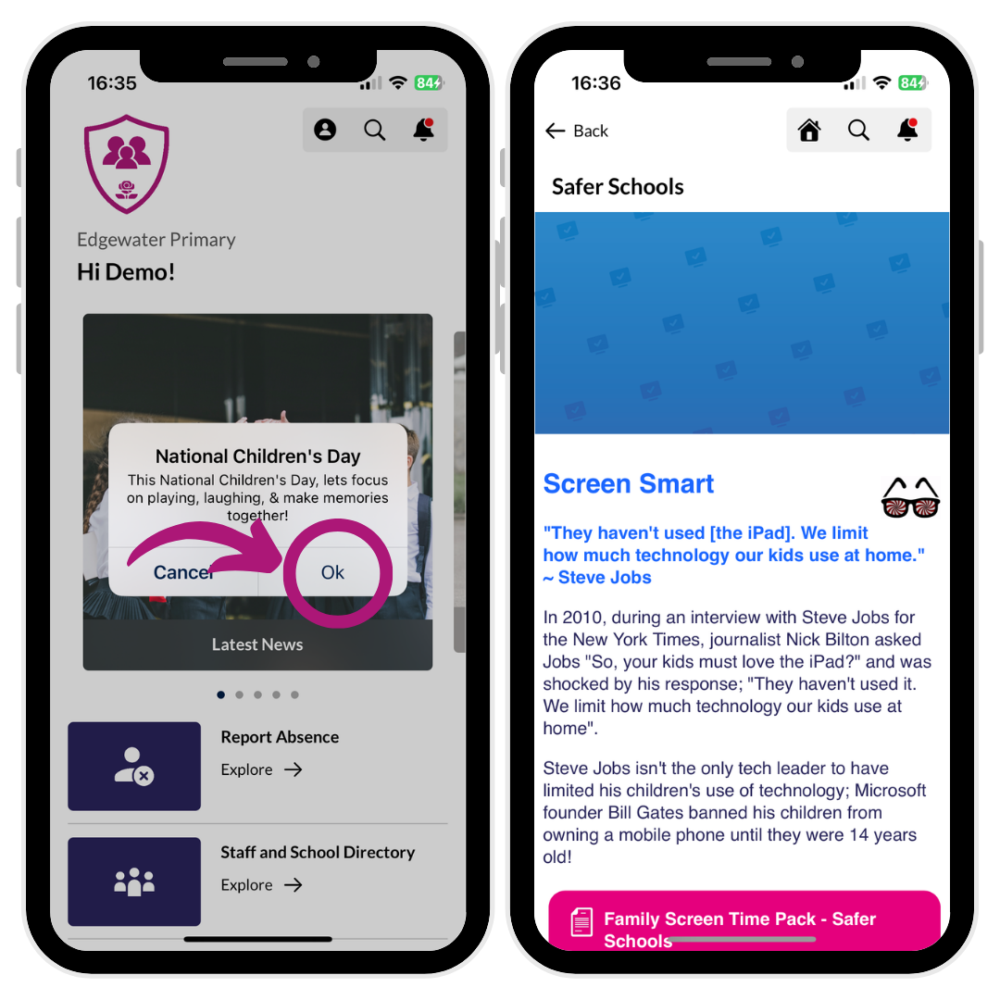 16:35
84
Edgewater Primary
Hi Demo!
National Children's Day
This National Children's Day, lets focus
on playing, laughing, & make memories
together!
Cancel
Ok
Latest News
Report Absence
Explore
Staff and School Directory
Explore
16:36
84
Back
Safer Schools
Screen Smart
"They haven't used [the iPad]. We limit
how much technology our kids use at home."
~ Steve Jobs
In 2010, during an interview with Steve Jobs for
the New York Times, journalist Nick Bilton asked
Jobs "So, your kids must love the iPad?" and was
shocked by his response; "They haven't used it.
We limit how much technology our kids use at
home".
Steve Jobs isn't the only tech leader to have
limited his children's use of technology; Microsoft
founder Bill Gates banned his children from
owning a mobile phone until they were 14 years
old!
Family Screen Time Pack - Safer
Schools